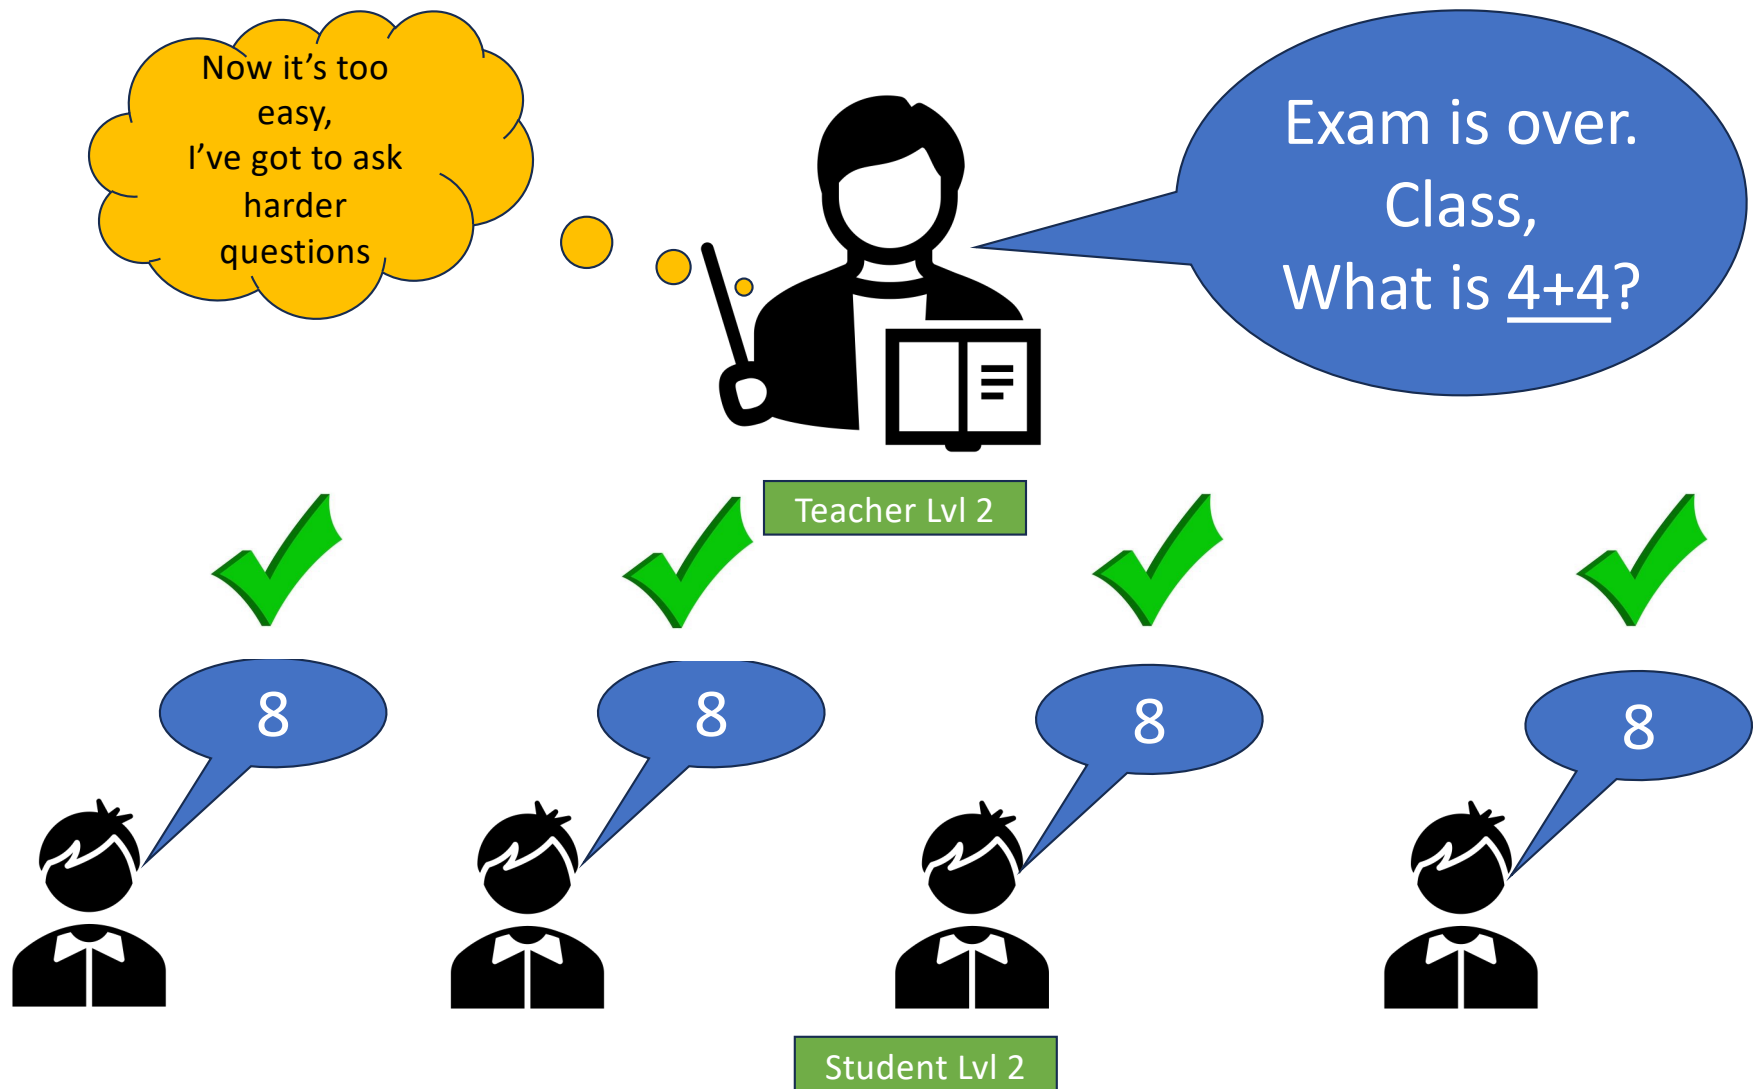 Now it’s too
easy,
I’ve got to ask
harder
questions
Exam is over.
Class,
What is 4+4?
Teacher Lvl 2
8
8
8
8
Student Lvl 2